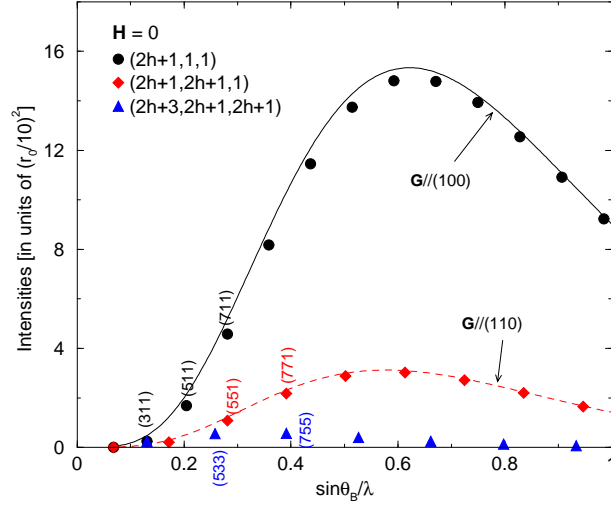 H = 0
(2h+1,1,1)
(2h+1,2h+1,1)
(2h+3,2h+1,2h+1)
Intensities [in units of (r₀/10)²]
16
12
8
4
0
G//(100)
G//(110)
(311)
(511)
(711)
(551)
(771)
(533)
(755)
0 0.2 0.4 0.6 0.8 1
sinθ_B/λ